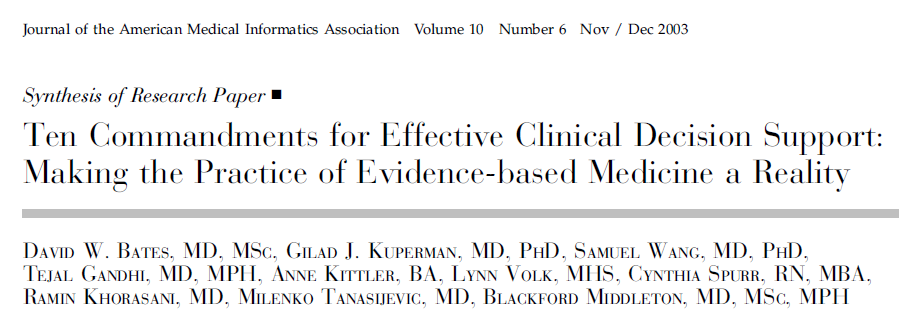 Journal of the American Medical Informatics Association Volume 10 Number 6 Nov / Dec 2003
Synthesis of Research Paper ■
Ten Commandments for Effective Clinical Decision Support:
Making the Practice of Evidence-based Medicine a Reality
DAVID W. BATES, MD, MSC, GILAD J. KUPERMAN, MD, PHD, SAMUEL WANG, MD, PHD,
TEJAL GANDHI, MD, MPH, ANNE KITTLER, BA, LYNN VOLK, MHS, CYNTHIA SPURR, RN, MBA,
RAMIN KHORASANI, MD, MILENKO TANASIJEVIC, MD, BLACKFORD MIDDLETON, MD, MSC, MPH